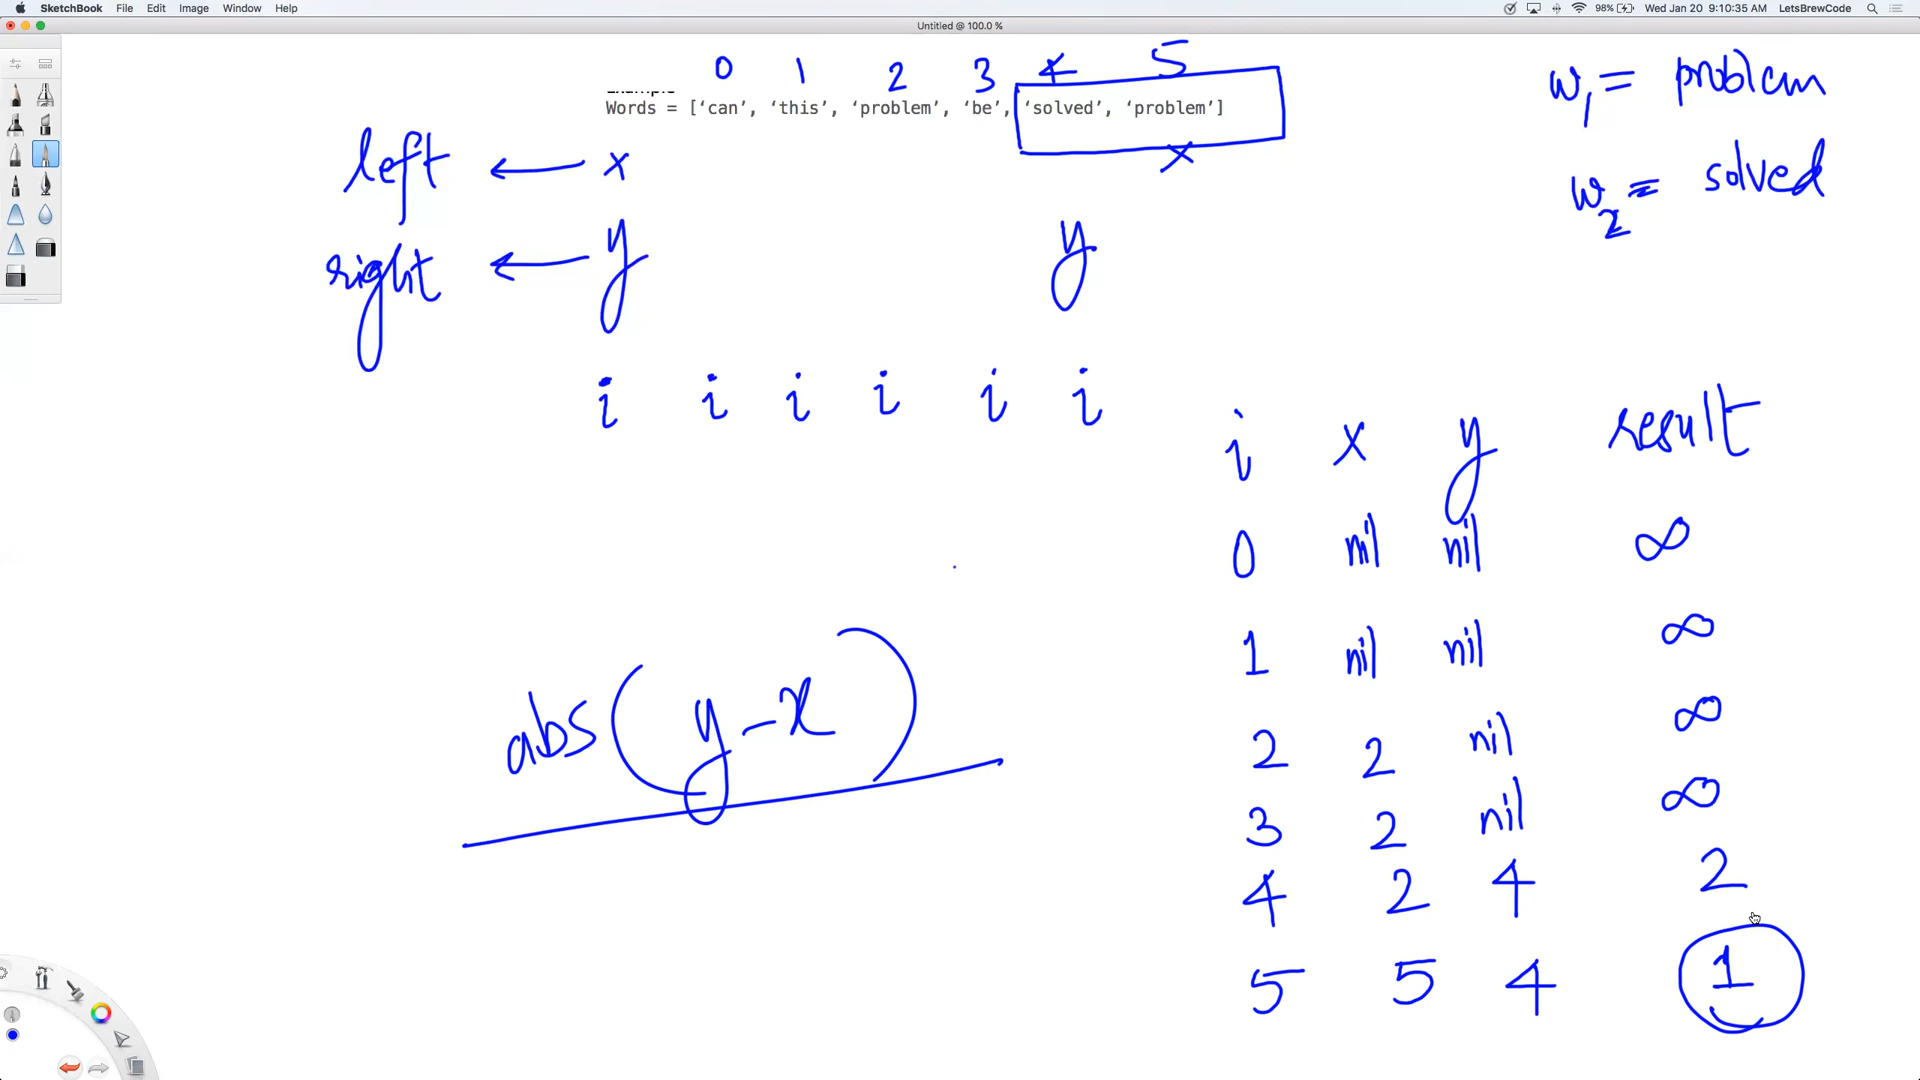 SketchBook File Edit Image Window Help 98% Wed Jan 20 9:10:35 AM LetsBrewCode
Untitled @ 100.0 %
0 1 2 3 4 5
Example
Words = [‘can’, ‘this’, ‘problem’, ‘be’, ‘solved’, ‘problem’]
w1 = problem
w2 = solved
left ← x x
right ← y y
i i i i i i
i x y result
0 nil nil ∞
1 nil nil ∞
2 2 nil ∞
3 2 nil ∞
4 2 4 2
5 5 4 1
abs(y-x)